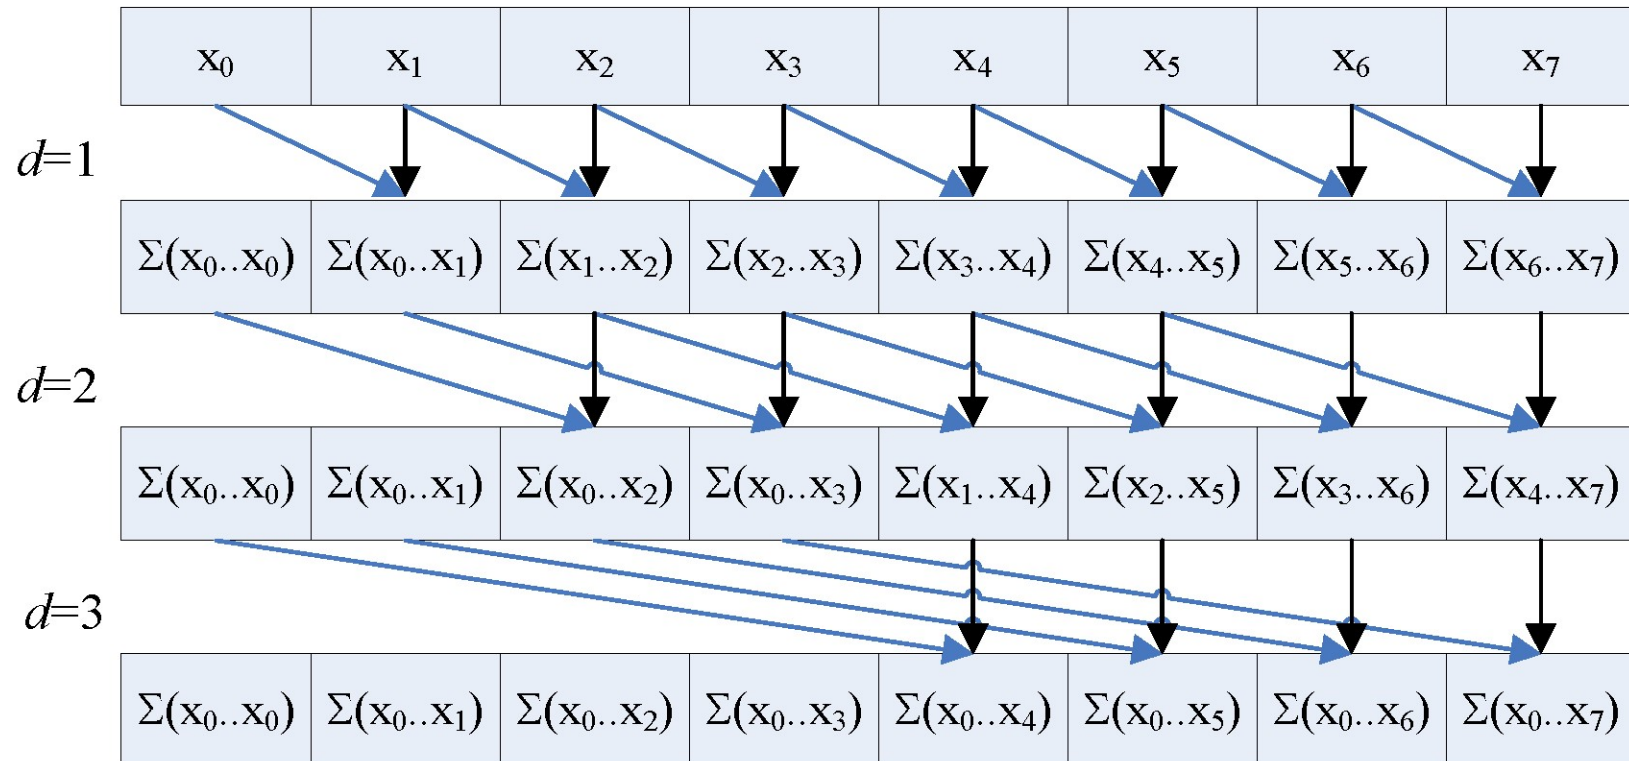 x₀ x₁ x₂ x₃ x₄ x₅ x₆ x₇
d=1
Σ(x₀..x₀) Σ(x₀..x₁) Σ(x₁..x₂) Σ(x₂..x₃) Σ(x₃..x₄) Σ(x₄..x₅) Σ(x₅..x₆) Σ(x₆..x₇)
d=2
Σ(x₀..x₀) Σ(x₀..x₁) Σ(x₀..x₂) Σ(x₀..x₃) Σ(x₁..x₄) Σ(x₂..x₅) Σ(x₃..x₆) Σ(x₄..x₇)
d=3
Σ(x₀..x₀) Σ(x₀..x₁) Σ(x₀..x₂) Σ(x₀..x₃) Σ(x₀..x₄) Σ(x₀..x₅) Σ(x₀..x₆) Σ(x₀..x₇)